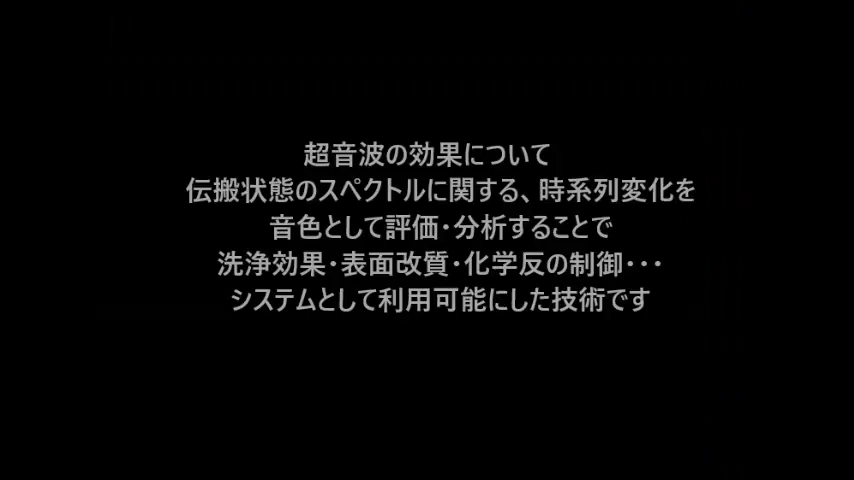 超音波の効果について
伝搬状態のスペクトルに関する、時系列変化を
音色として評価・分析することで
洗浄効果・表面改質・化学反の制御・・・
システムとして利用可能にした技術です